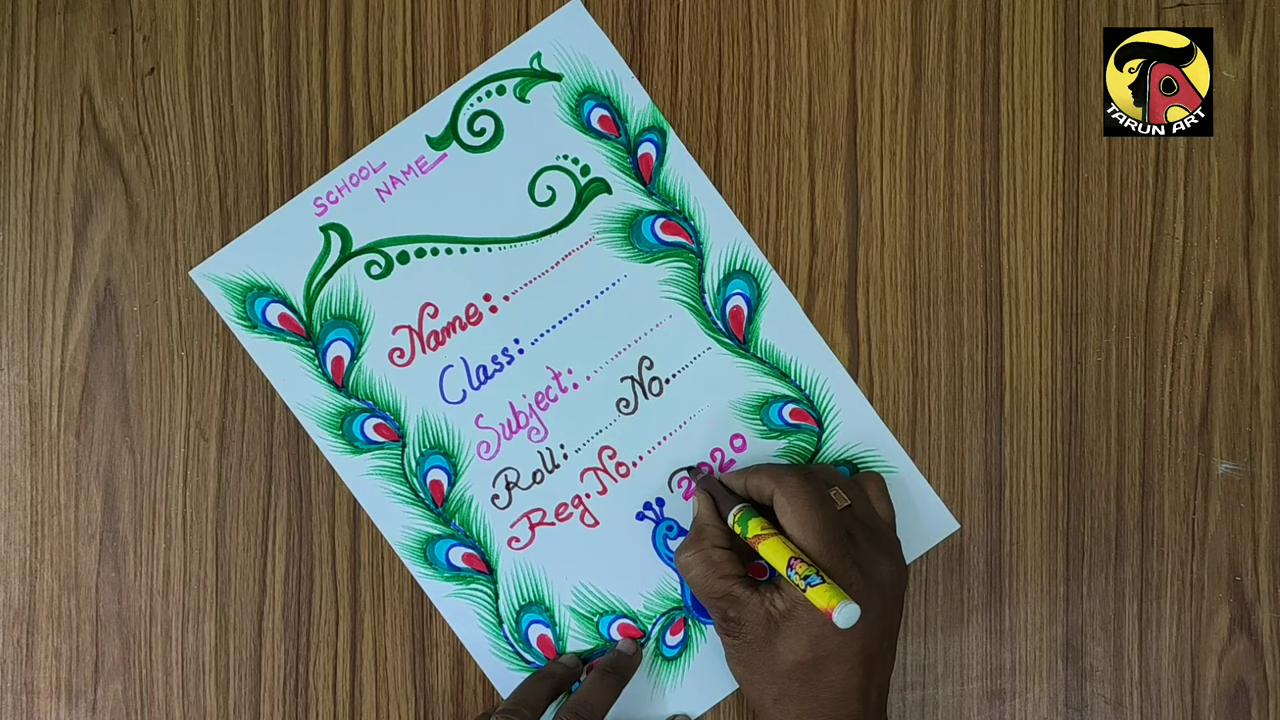 SCHOOL
NAME
Name:
Class:
Subject:
Roll: No
Reg. No.
2020
TARUN ART